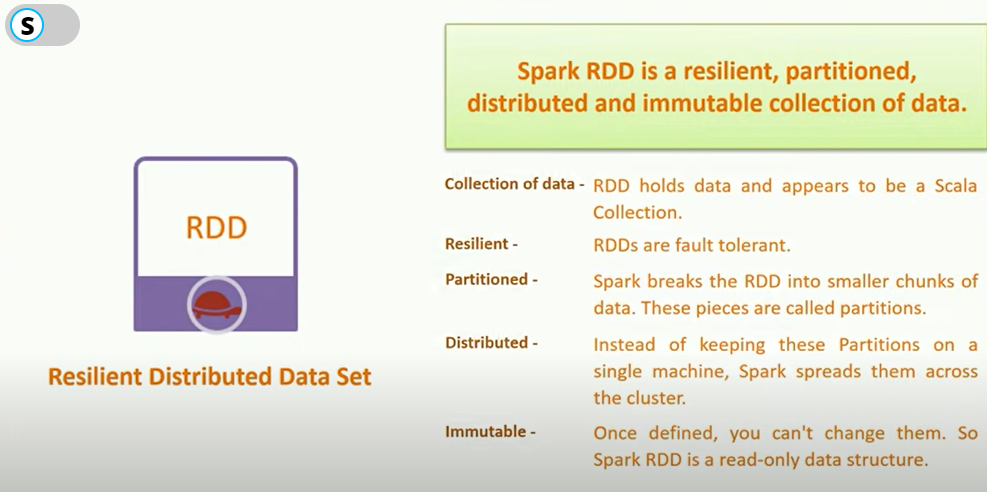 S
Spark RDD is a resilient, partitioned,
distributed and immutable collection of data.
RDD
Resilient Distributed Data Set
Collection of data - RDD holds data and appears to be a Scala
Collection.
Resilient - RDDs are fault tolerant.
Partitioned - Spark breaks the RDD into smaller chunks of
data. These pieces are called partitions.
Distributed - Instead of keeping these Partitions on a
single machine, Spark spreads them across
the cluster.
Immutable - Once defined, you can't change them. So
Spark RDD is a read-only data structure.